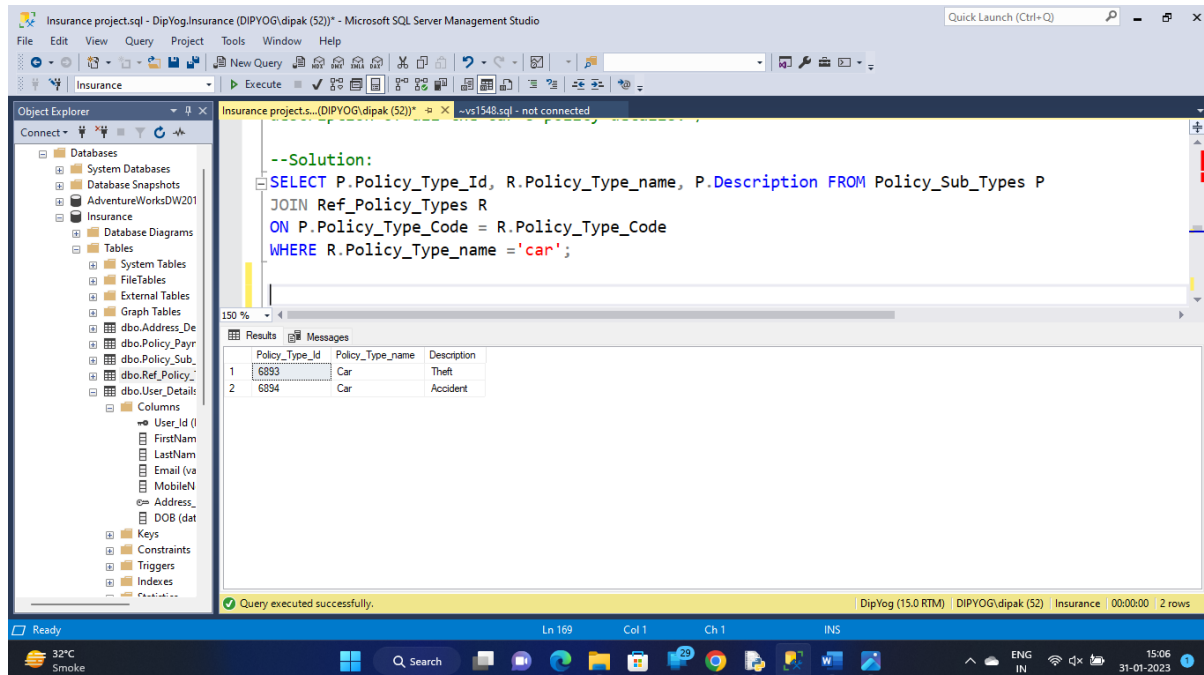 Insurance project.sql - DipYog.Insurance (DIPYOG\dipak (52))* - Microsoft SQL Server Management Studio
Quick Launch (Ctrl+Q)
File Edit View Query Project Tools Window Help
New Query
Insurance
Execute
Object Explorer
Connect
Databases
System Databases
Database Snapshots
AdventureWorksDW201
Insurance
Database Diagrams
Tables
System Tables
FileTables
External Tables
Graph Tables
dbo.Address_De
dbo.Policy_Payr
dbo.Policy_Sub_
dbo.Ref_Policy_
dbo.User_Details
Columns
User_Id (
FirstNam
LastNam
Email (va
MobileN
Address_
DOB (dat
Keys
Constraints
Triggers
Indexes
Insurance project.s...(DIPYOG\dipak (52))*
~vs1548.sql - not connected
--Solution:
SELECT P.Policy_Type_Id, R.Policy_Type_name, P.Description FROM Policy_Sub_Types P
JOIN Ref_Policy_Types R
ON P.Policy_Type_Code = R.Policy_Type_Code
WHERE R.Policy_Type_name ='car';
150 %
Results Messages
Policy_Type_Id Policy_Type_name Description
1 6893 Car Theft
2 6894 Car Accident
Query executed successfully.
DipYog (15.0 RTM) DIPYOG\dipak (52) Insurance 00:00:00 2 rows
Ready Ln 169 Col 1 Ch 1 INS
32°C
Smoke
Search
29
ENG
IN
15:06
31-01-2023
1